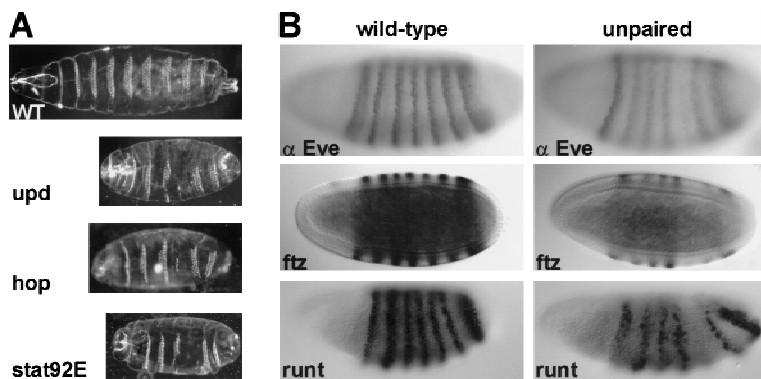 A
B
wild-type
unpaired
WT
upd
hop
stat92E
α Eve
α Eve
ftz
ftz
runt
runt